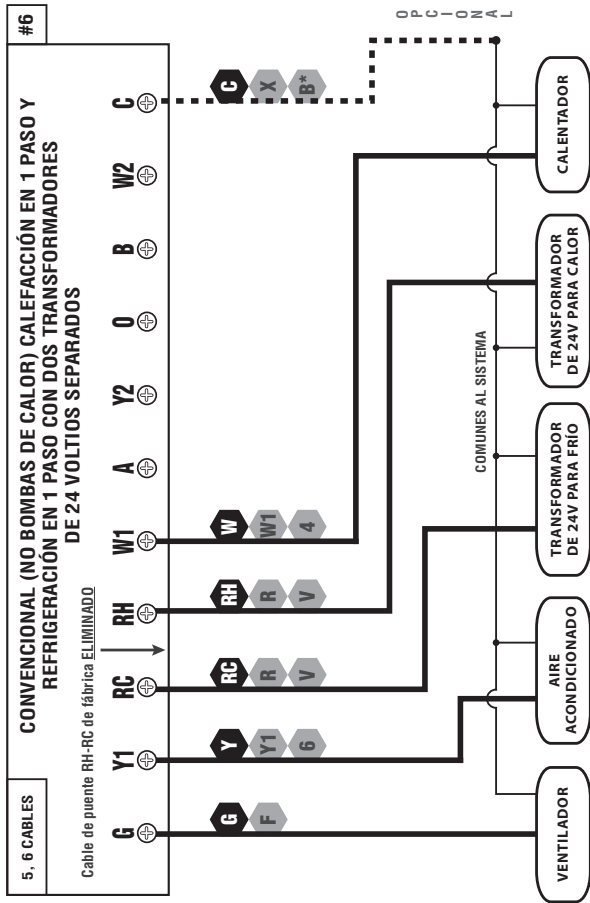 5, 6 CABLES
CONVENCIONAL (NO BOMBAS DE CALOR) CALEFACCIÓN EN 1 PASO Y
REFRIGERACIÓN EN 1 PASO CON DOS TRANSFORMADORES
DE 24 VOLTIOS SEPARADOS
#6
Cable de puente RH-RC de fábrica ELIMINADO
G Y1 RC RH W1 A Y2 O B W2 C
G Y RC RH W C
F Y1 R R W1 X
6 V V 4 B*
OPCIONAL
COMUNES AL SISTEMA
VENTILADOR
AIRE
ACONDICIONADO
TRANSFORMADOR
DE 24V PARA FRÍO
TRANSFORMADOR
DE 24V PARA CALOR
CALENTADOR